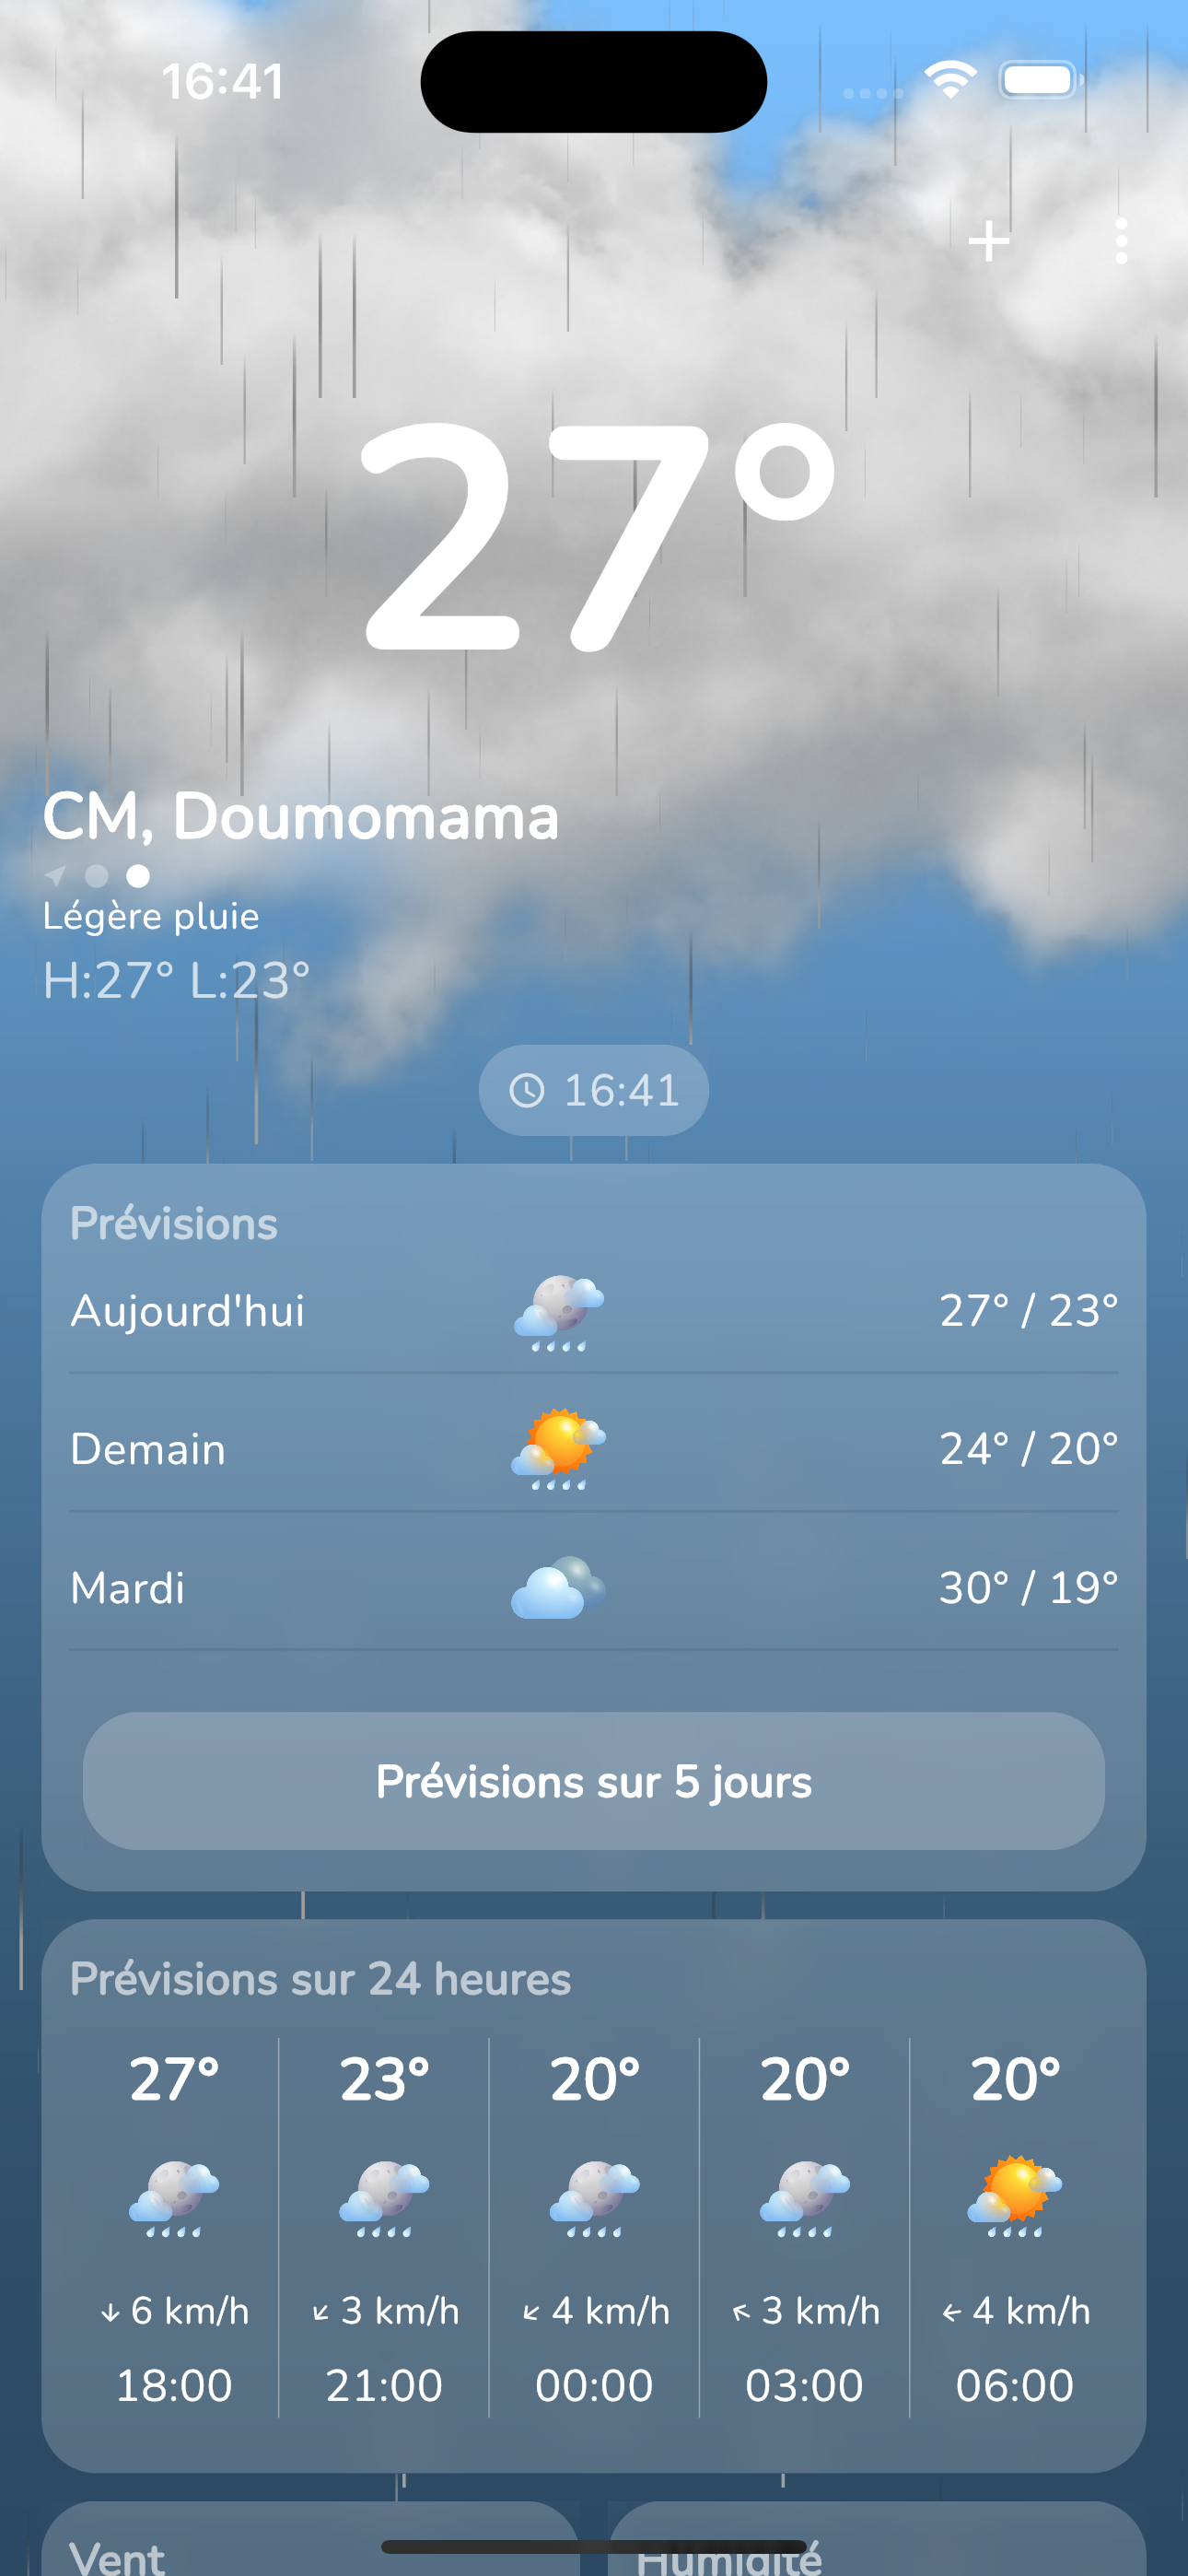 16:41
27°
CM, Doumomama
Légère pluie
H:27° L:23°
16:41
Prévisions
Aujourd'hui 27° / 23°
Demain 24° / 20°
Mardi 30° / 19°
Prévisions sur 5 jours
Prévisions sur 24 heures
27° 23° 20° 20° 20°
6 km/h 3 km/h 4 km/h 3 km/h 4 km/h
18:00 21:00 00:00 03:00 06:00
Vent Humidité